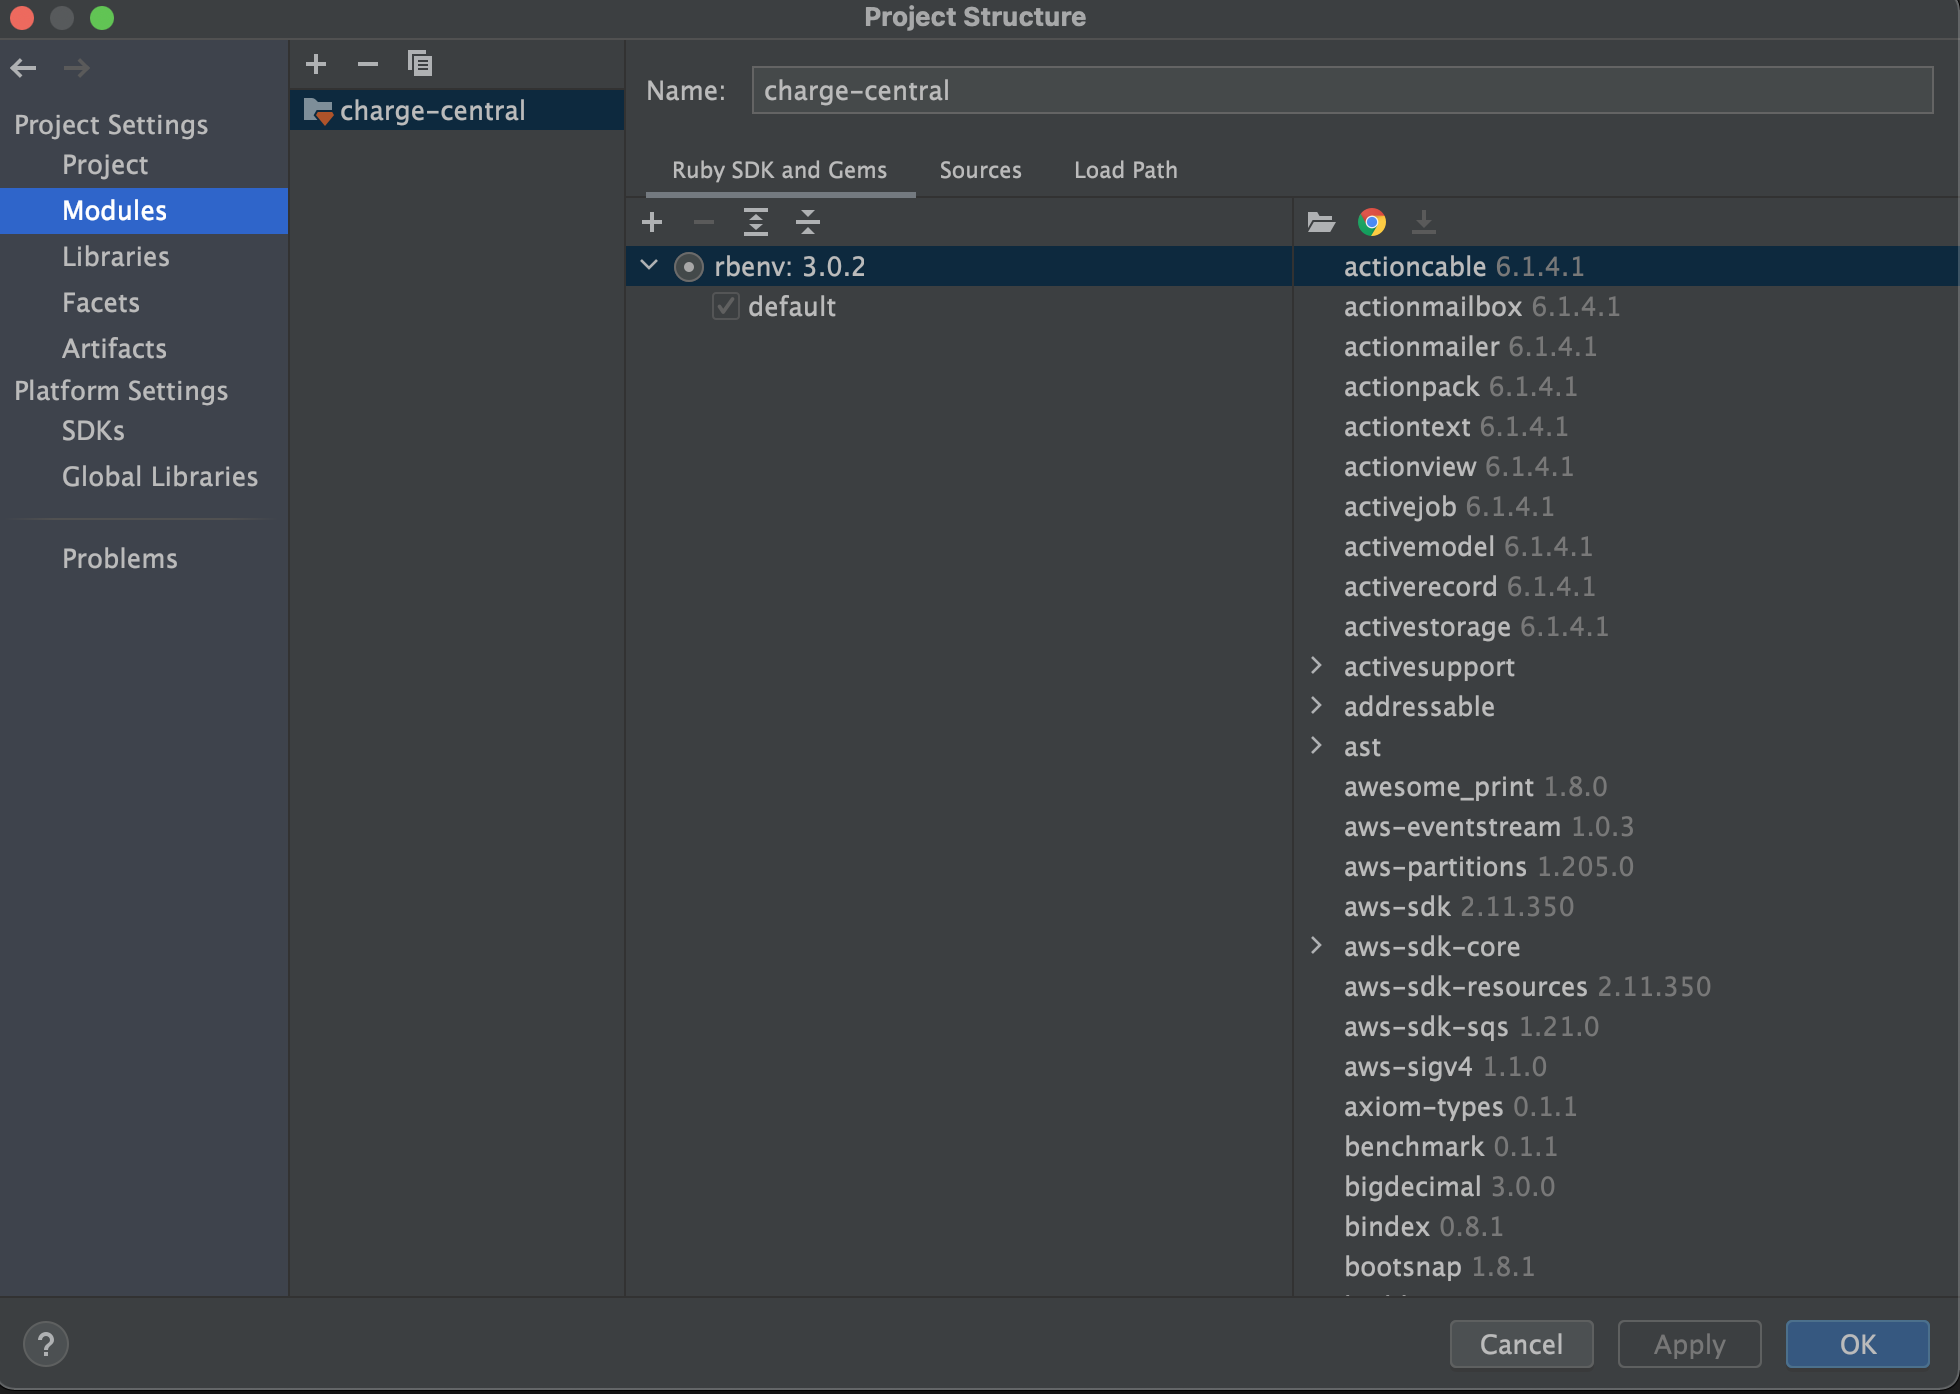 Project Structure
Project Settings
Project
Modules
Libraries
Facets
Artifacts
Platform Settings
SDKs
Global Libraries
Problems
charge-central
Name: charge-central
Ruby SDK and Gems Sources Load Path
rbenv: 3.0.2
default
actioncable 6.1.4.1
actionmailbox 6.1.4.1
actionmailer 6.1.4.1
actionpack 6.1.4.1
actiontext 6.1.4.1
actionview 6.1.4.1
activejob 6.1.4.1
activemodel 6.1.4.1
activerecord 6.1.4.1
activestorage 6.1.4.1
activesupport
addressable
ast
awesome_print 1.8.0
aws-eventstream 1.0.3
aws-partitions 1.205.0
aws-sdk 2.11.350
aws-sdk-core
aws-sdk-resources 2.11.350
aws-sdk-sqs 1.21.0
aws-sigv4 1.1.0
axiom-types 0.1.1
benchmark 0.1.1
bigdecimal 3.0.0
bindex 0.8.1
bootsnap 1.8.1
?
Cancel Apply OK